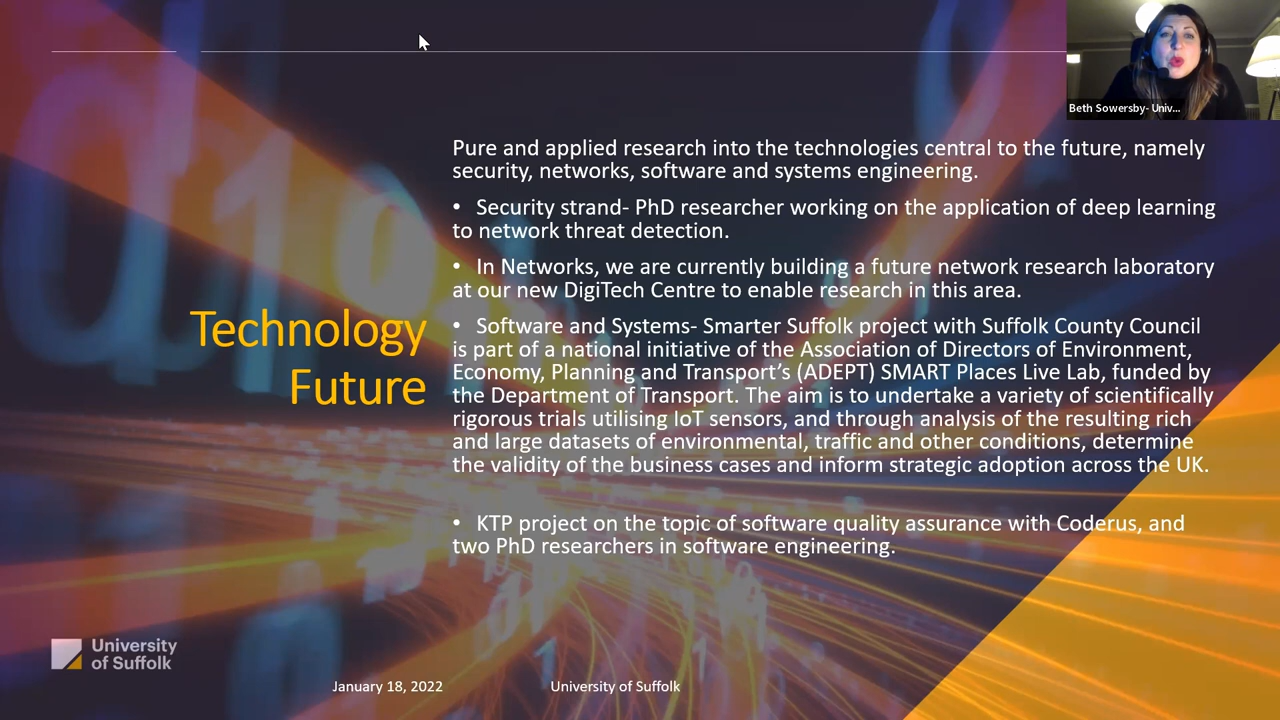 Beth Sowersby- Univ...
Pure and applied research into the technologies central to the future, namely
security, networks, software and systems engineering.
• Security strand- PhD researcher working on the application of deep learning
to network threat detection.
• In Networks, we are currently building a future network research laboratory
at our new DigiTech Centre to enable research in this area.
Technology
Future
• Software and Systems- Smarter Suffolk project with Suffolk County Council
is part of a national initiative of the Association of Directors of Environment,
Economy, Planning and Transport's (ADEPT) SMART Places Live Lab, funded by
the Department of Transport. The aim is to undertake a variety of scientifically
rigorous trials utilising IoT sensors, and through analysis of the resulting rich
and large datasets of environmental, traffic and other conditions, determine
the validity of the business cases and inform strategic adoption across the UK.
• KTP project on the topic of software quality assurance with Coderus, and
two PhD researchers in software engineering.
University
of Suffolk
January 18, 2022
University of Suffolk